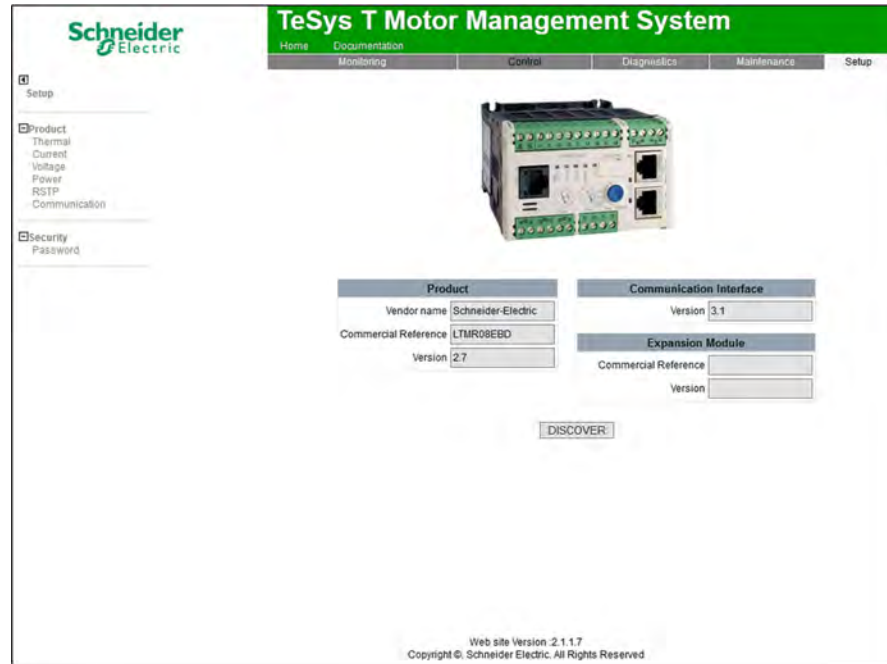 Schneider
Electric
TeSys T Motor Management System
Home Documentation
Monitoring Control Diagnostics Maintenance Setup
Setup
Product
Thermal
Current
Voltage
Power
RSTP
Communication
Security
Password
Product
Vendor name Schneider-Electric
Commercial Reference LTMR08EBD
Version 2.7
Communication Interface
Version 3.1
Expansion Module
Commercial Reference
Version
DISCOVER
Web site Version :2.1.1.7
Copyright ©, Schneider Electric. All Rights Reserved